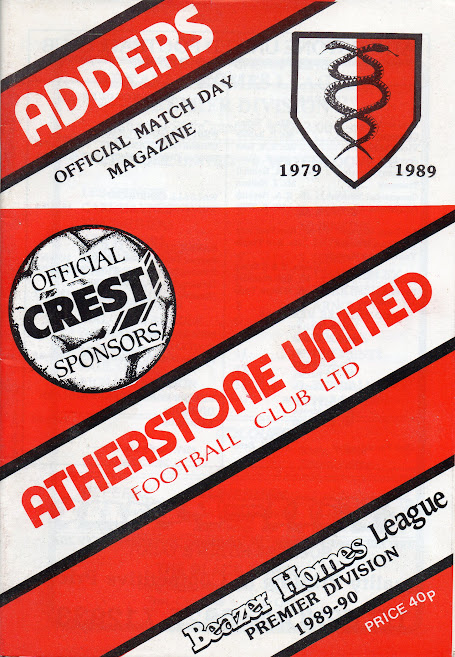 ADDERS
OFFICIAL MATCH DAY
MAGAZINE
1979 1989
OFFICIAL
CREST
SPONSORS
ATHERSTONE UNITED
FOOTBALL CLUB LTD
Beazer Homes League
PREMIER DIVISION
1989-90
PRICE 40p